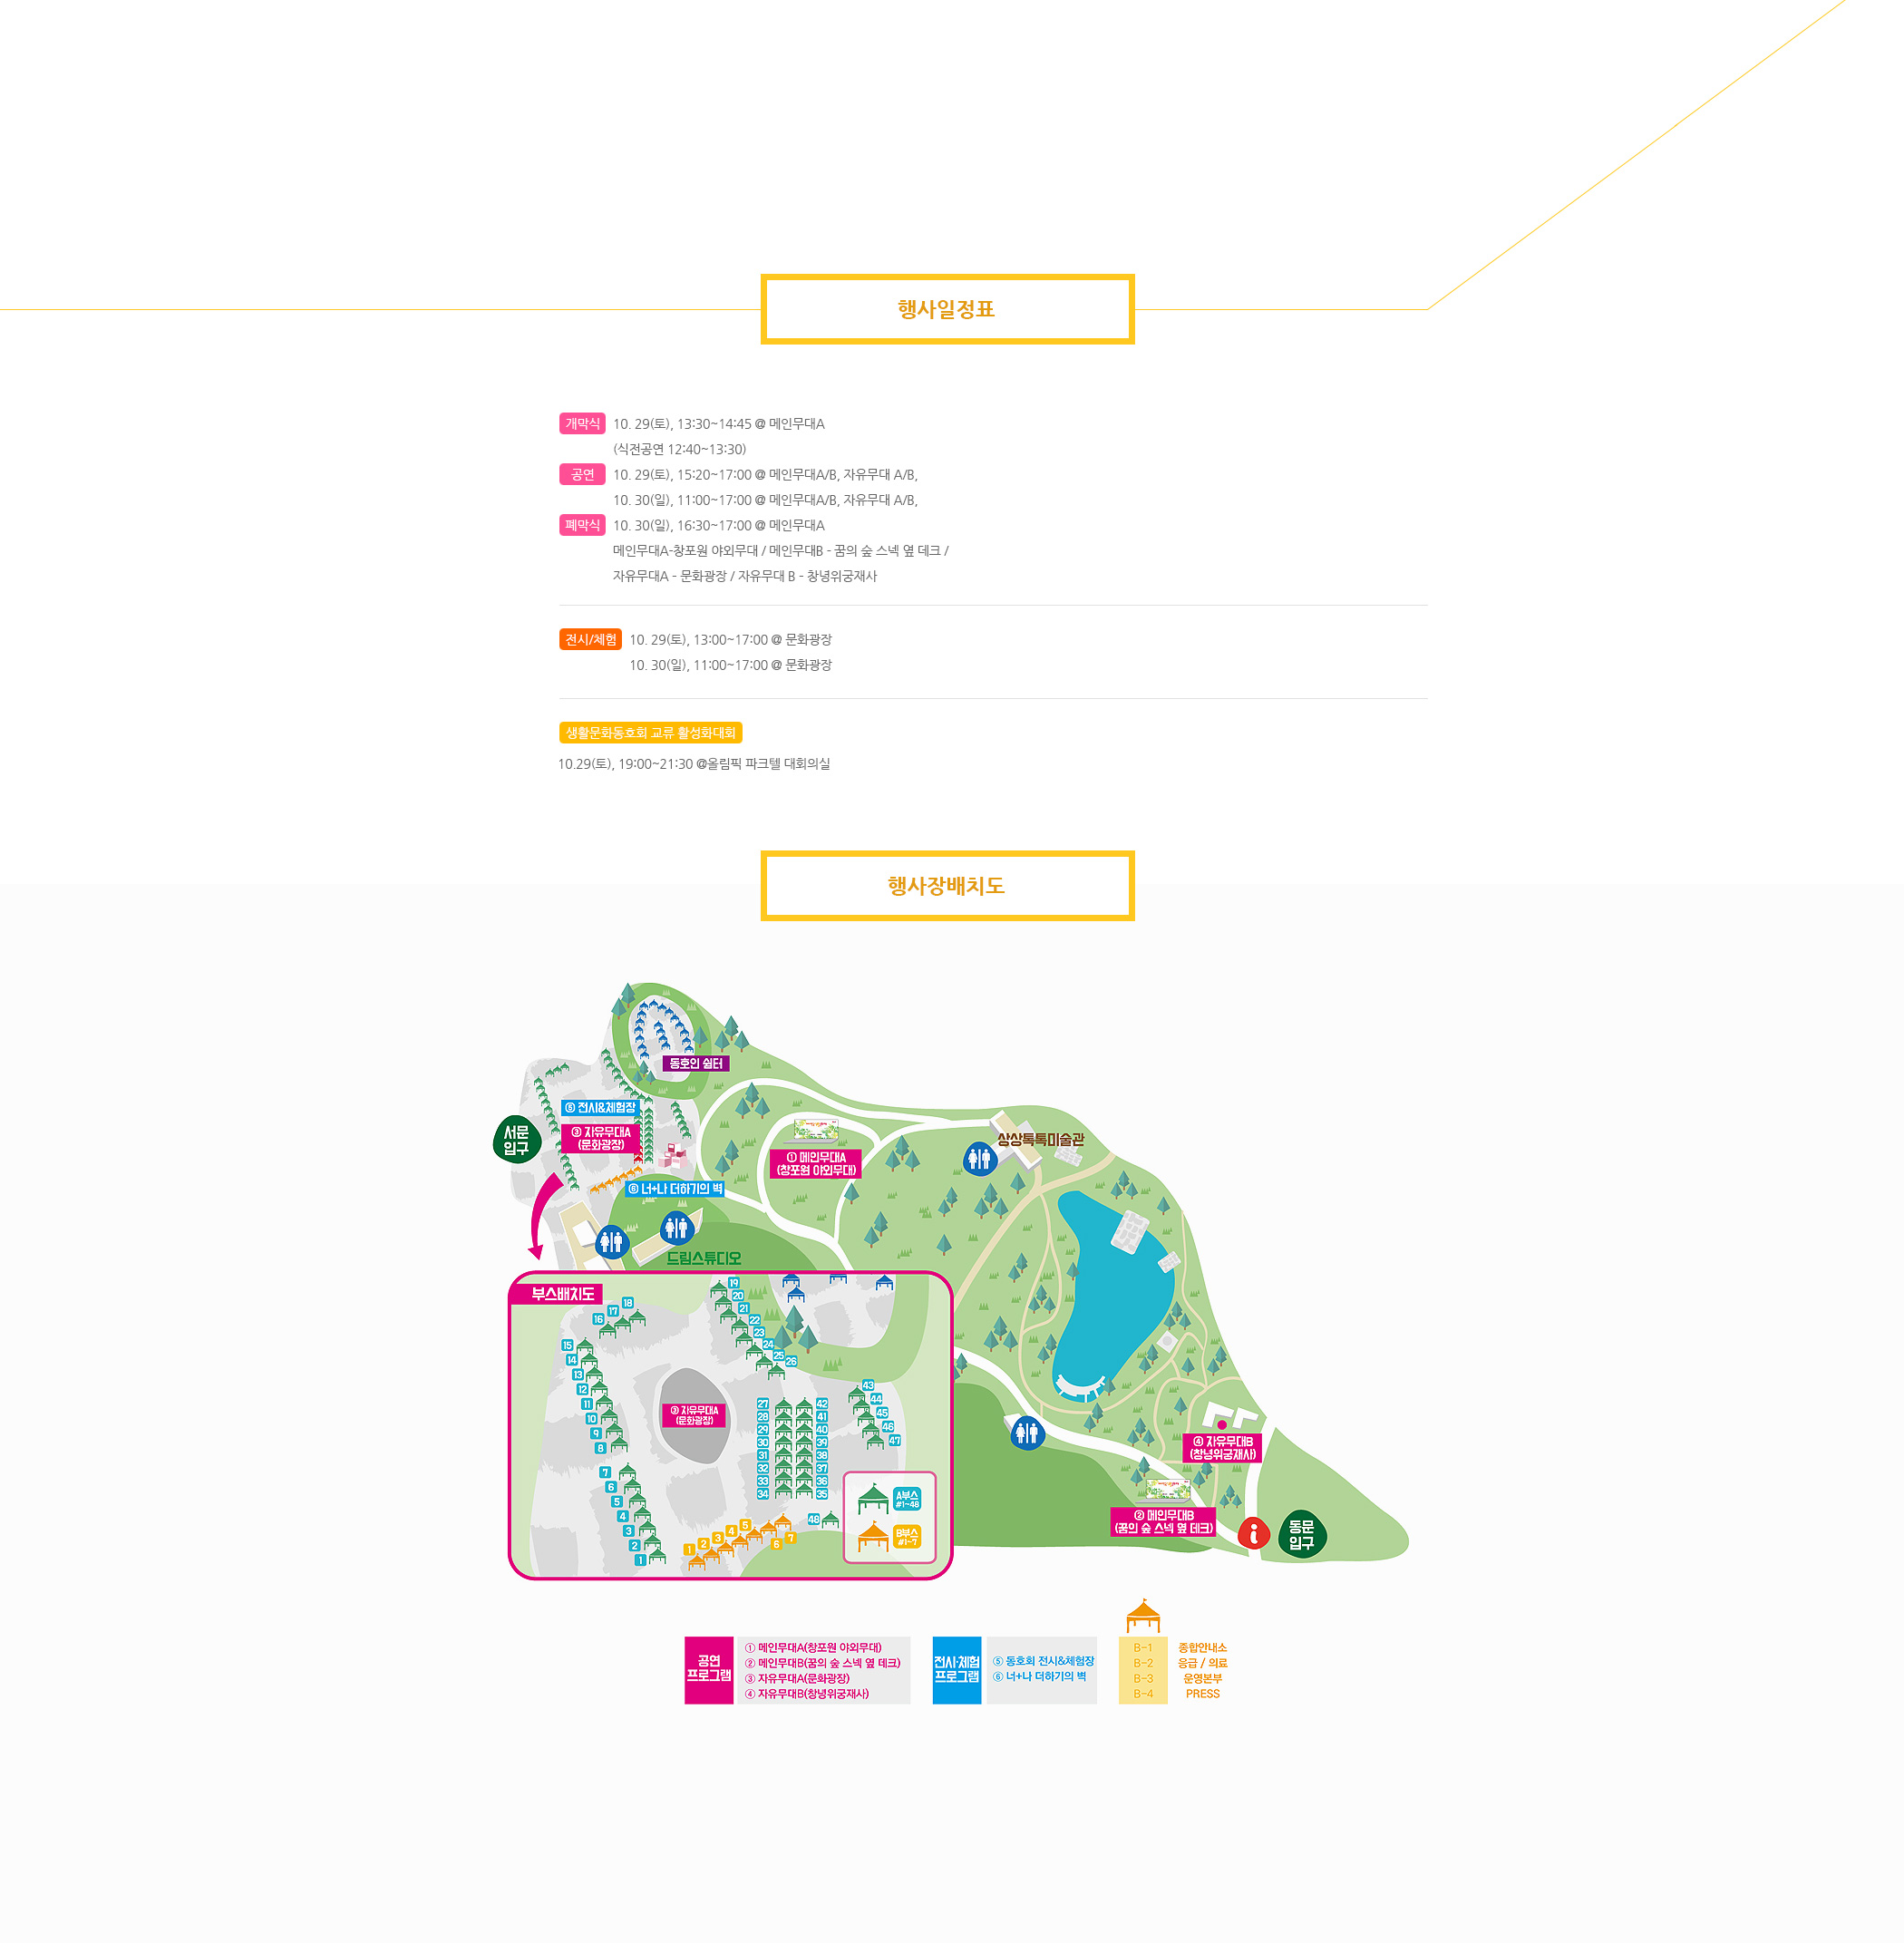 행사일정표
개막식 10. 29(토), 13:30~14:45 @ 메인무대A
(식전공연 12:40~13:30)
공연 10. 29(토), 15:20~17:00 @ 메인무대A/B, 자유무대 A/B,
10. 30(일), 11:00~17:00 @ 메인무대A/B, 자유무대 A/B,
폐막식 10. 30(일), 16:30~17:00 @ 메인무대A
메인무대A-창포원 야외무대 / 메인무대B - 꿈의 숲 스넥 옆 데크 /
자유무대A - 문화광장 / 자유무대 B - 창녕위궁재사
전시/체험 10. 29(토), 13:00~17:00 @ 문화광장
10. 30(일), 11:00~17:00 @ 문화광장
생활문화동호회 교류 활성화대회
10.29(토), 19:00~21:30 @올림픽 파크텔 대회의실
행사장배치도
동호인 쉼터
⑤ 전시&체험장
서문
입구
③ 자유무대A
(문화광장)
① 메인무대A
(창포원 야외무대)
상상톡톡미술관
⑥ 너+나 더하기의 벽
드림스튜디오
부스배치도
19
20
21
22
23
24
25
26
18
17
16
15
14
13
12
11
10
9
8
7
6
5
4
3
2
1
③ 자유무대A
(문화광장)
27 42
28 41
29 40
30 39
31 38
32 37
33 36
34 35
43
44
45
46
47
48
1
2
3
4
5
6
7
A부스
#1~48
B부스
#1~7
④ 자유무대B
(창녕위궁재사)
② 메인무대B
(꿈의 숲 스넥 옆 데크)
i
동문
입구
공연
프로그램
① 메인무대A(창포원 야외무대)
② 메인무대B(꿈의 숲 스넥 옆 데크)
③ 자유무대A(문화광장)
④ 자유무대B(창녕위궁재사)
전시·체험
프로그램
⑤ 동호회 전시&체험장
⑥ 너+나 더하기의 벽
B-1 종합안내소
B-2 응급 / 의료
B-3 운영본부
B-4 PRESS